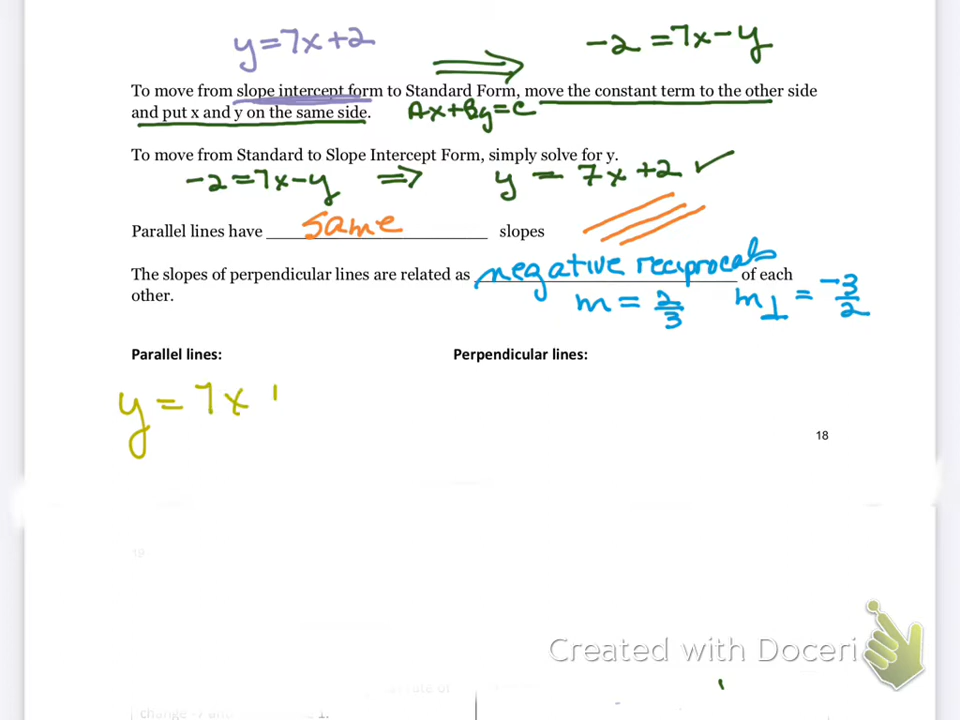 y=7x+2 -2=7x-y
To move from slope intercept form to Standard Form, move the constant term to the other side
and put x and y on the same side. Ax+By=C
To move from Standard to Slope Intercept Form, simply solve for y.
-2=7x-y ⇒ y = 7x+2 ✓
Parallel lines have same slopes
The slopes of perpendicular lines are related as negative reciprocals of each
other. m = 2/3 m⊥ = -3/2
Parallel lines: Perpendicular lines:
y = 7x
18
19
Created with Doceri